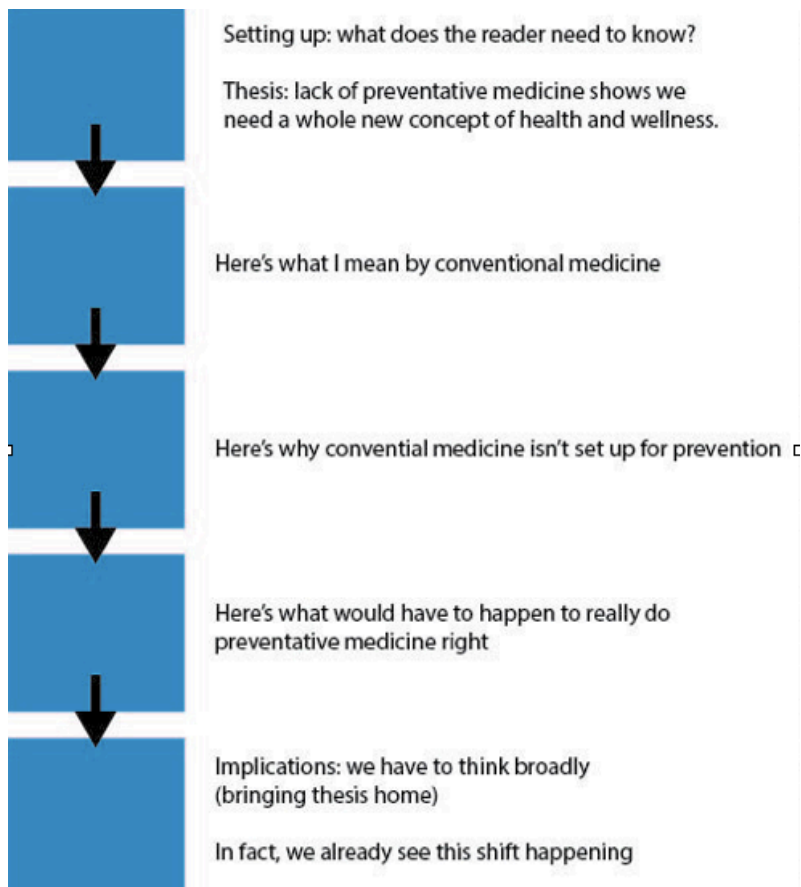 Setting up: what does the reader need to know?
Thesis: lack of preventative medicine shows we
need a whole new concept of health and wellness.
Here's what I mean by conventional medicine
Here's why convential medicine isn't set up for prevention
Here's what would have to happen to really do
preventative medicine right
Implications: we have to think broadly
(bringing thesis home)
In fact, we already see this shift happening